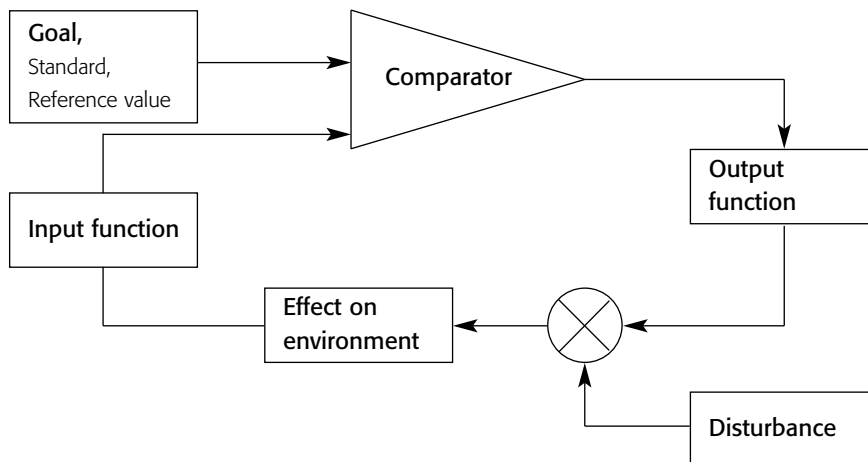 Goal,
Standard,
Reference value
Comparator
Output
function
Input function
Effect on
environment
Disturbance